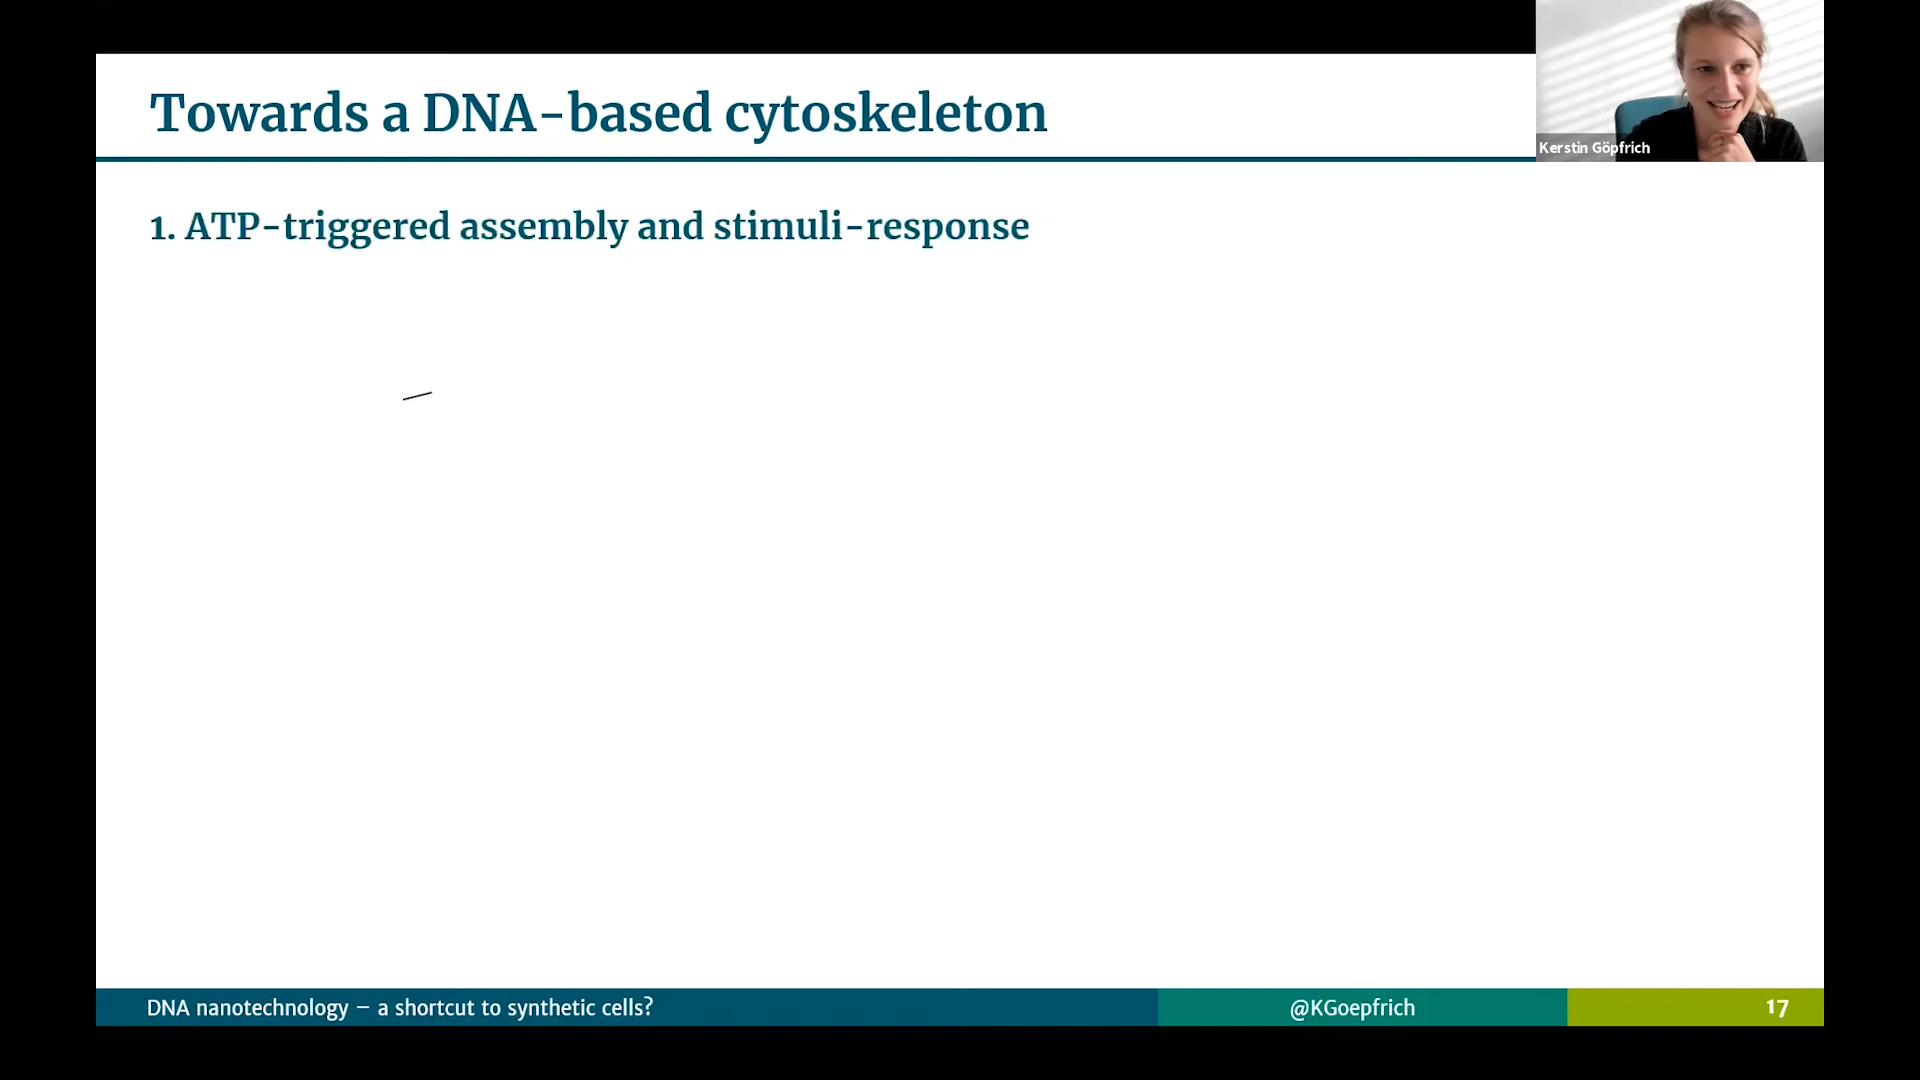 Towards a DNA-based cytoskeleton
Kerstin Göpfrich
1. ATP-triggered assembly and stimuli-response
DNA nanotechnology – a shortcut to synthetic cells?
@KGoepfrich
17